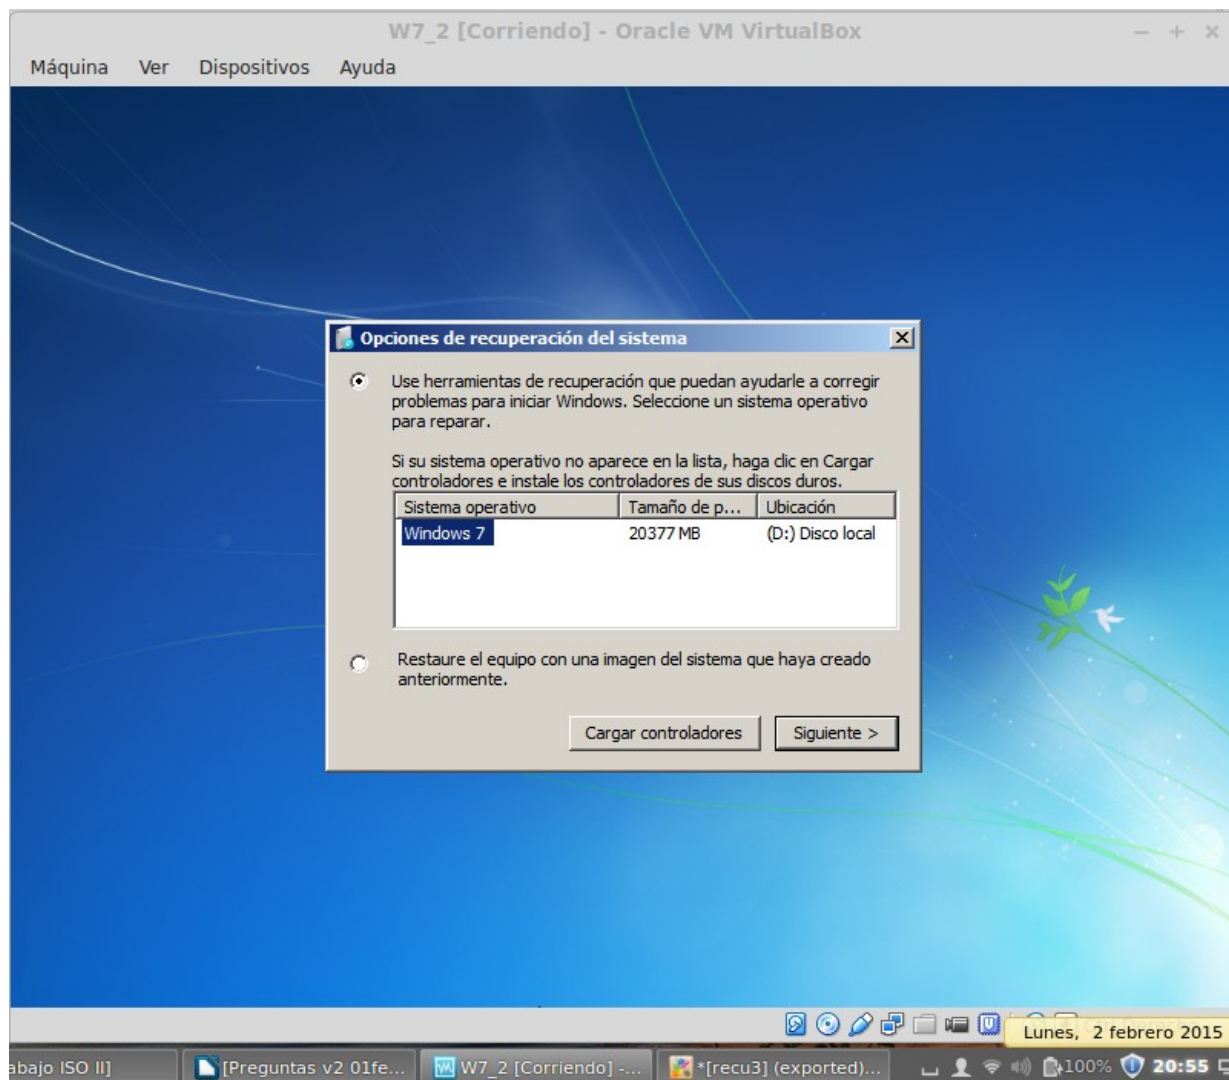 W7_2 [Corriendo] - Oracle VM VirtualBox
Máquina Ver Dispositivos Ayuda
Opciones de recuperación del sistema
Use herramientas de recuperación que puedan ayudarle a corregir
problemas para iniciar Windows. Seleccione un sistema operativo
para reparar.
Si su sistema operativo no aparece en la lista, haga clic en Cargar
controladores e instale los controladores de sus discos duros.
Sistema operativo Tamaño de p... Ubicación
Windows 7 20377 MB (D:) Disco local
Restaure el equipo con una imagen del sistema que haya creado
anteriormente.
Cargar controladores Siguiente >
Lunes, 2 febrero 2015
abajo ISO II] [Preguntas v2 01fe... W7_2 [Corriendo] -... *[recu3] (exported)... 100% 20:55